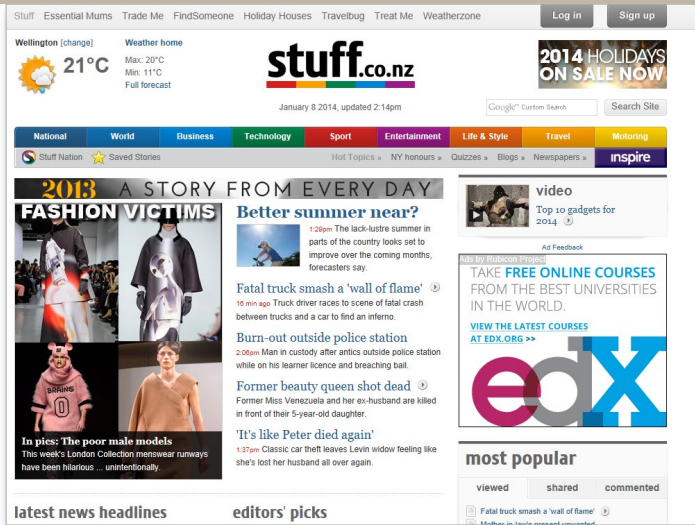 Stuff Essential Mums Trade Me FindSomeone Holiday Houses Travelbug Treat Me Weatherzone
Log in Sign up
Wellington [change]
21°C
Weather home
Max: 20°C
Min: 11°C
Full forecast
stuff.co.nz
January 8 2014, updated 2:14pm
2014 HOLIDAYS
ON SALE NOW
Google™ Custom Search Search Site
National World Business Technology Sport Entertainment Life & Style Travel Motoring
Stuff Nation Saved Stories Hot Topics » NY honours » Quizzes » Blogs » Newspapers » inspire
2013 A STORY FROM EVERY DAY
FASHION VICTIMS
BRAINS
0
In pics: The poor male models
This week's London Collection menswear runways
have been hilarious ... unintentionally.
Better summer near?
1:29pm The lack-lustre summer in
parts of the country looks set to
improve over the coming months,
forecasters say.
Fatal truck smash a 'wall of flame'
16 min ago Truck driver races to scene of fatal crash
between trucks and a car to find an inferno.
Burn-out outside police station
2:06pm Man in custody after antics outside police station
while on his learner licence and breaching bail.
Former beauty queen shot dead
Former Miss Venezuela and her ex-husband are killed
in front of their 5-year-old daughter.
'It's like Peter died again'
1:37pm Classic car theft leaves Levin widow feeling like
she's lost her husband all over again.
video
Top 10 gadgets for
2014
Ad Feedback
Ads by Rubicon Project
TAKE FREE ONLINE COURSES
FROM THE BEST UNIVERSITIES
IN THE WORLD.
VIEW THE LATEST COURSES
AT EDX.ORG >>
edX
most popular
viewed shared commented
Fatal truck smash a 'wall of flame'
Mother-in-law's present unwanted
latest news headlines
editors' picks